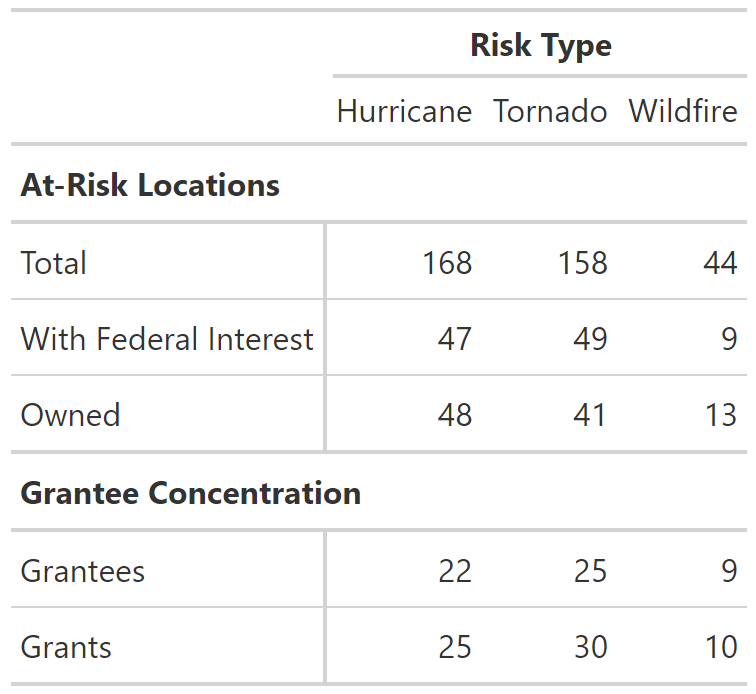 Risk Type
Hurricane Tornado Wildfire
At-Risk Locations
Total 168 158 44
With Federal Interest 47 49 9
Owned 48 41 13
Grantee Concentration
Grantees 22 25 9
Grants 25 30 10